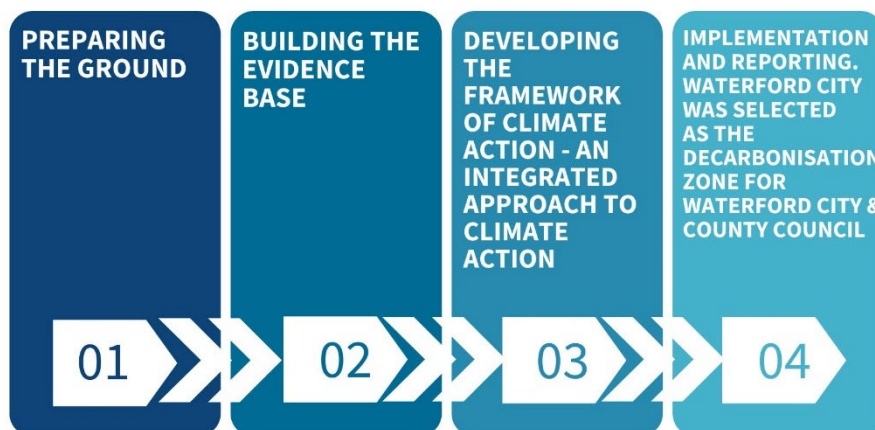 PREPARING
THE GROUND
01
BUILDING THE
EVIDENCE
BASE
02
DEVELOPING
THE
FRAMEWORK
OF CLIMATE
ACTION - AN
INTEGRATED
APPROACH TO
CLIMATE
ACTION
03
IMPLEMENTATION
AND REPORTING.
WATERFORD CITY
WAS SELECTED
AS THE
DECARBONISATION
ZONE FOR
WATERFORD CITY &
COUNTY COUNCIL
04